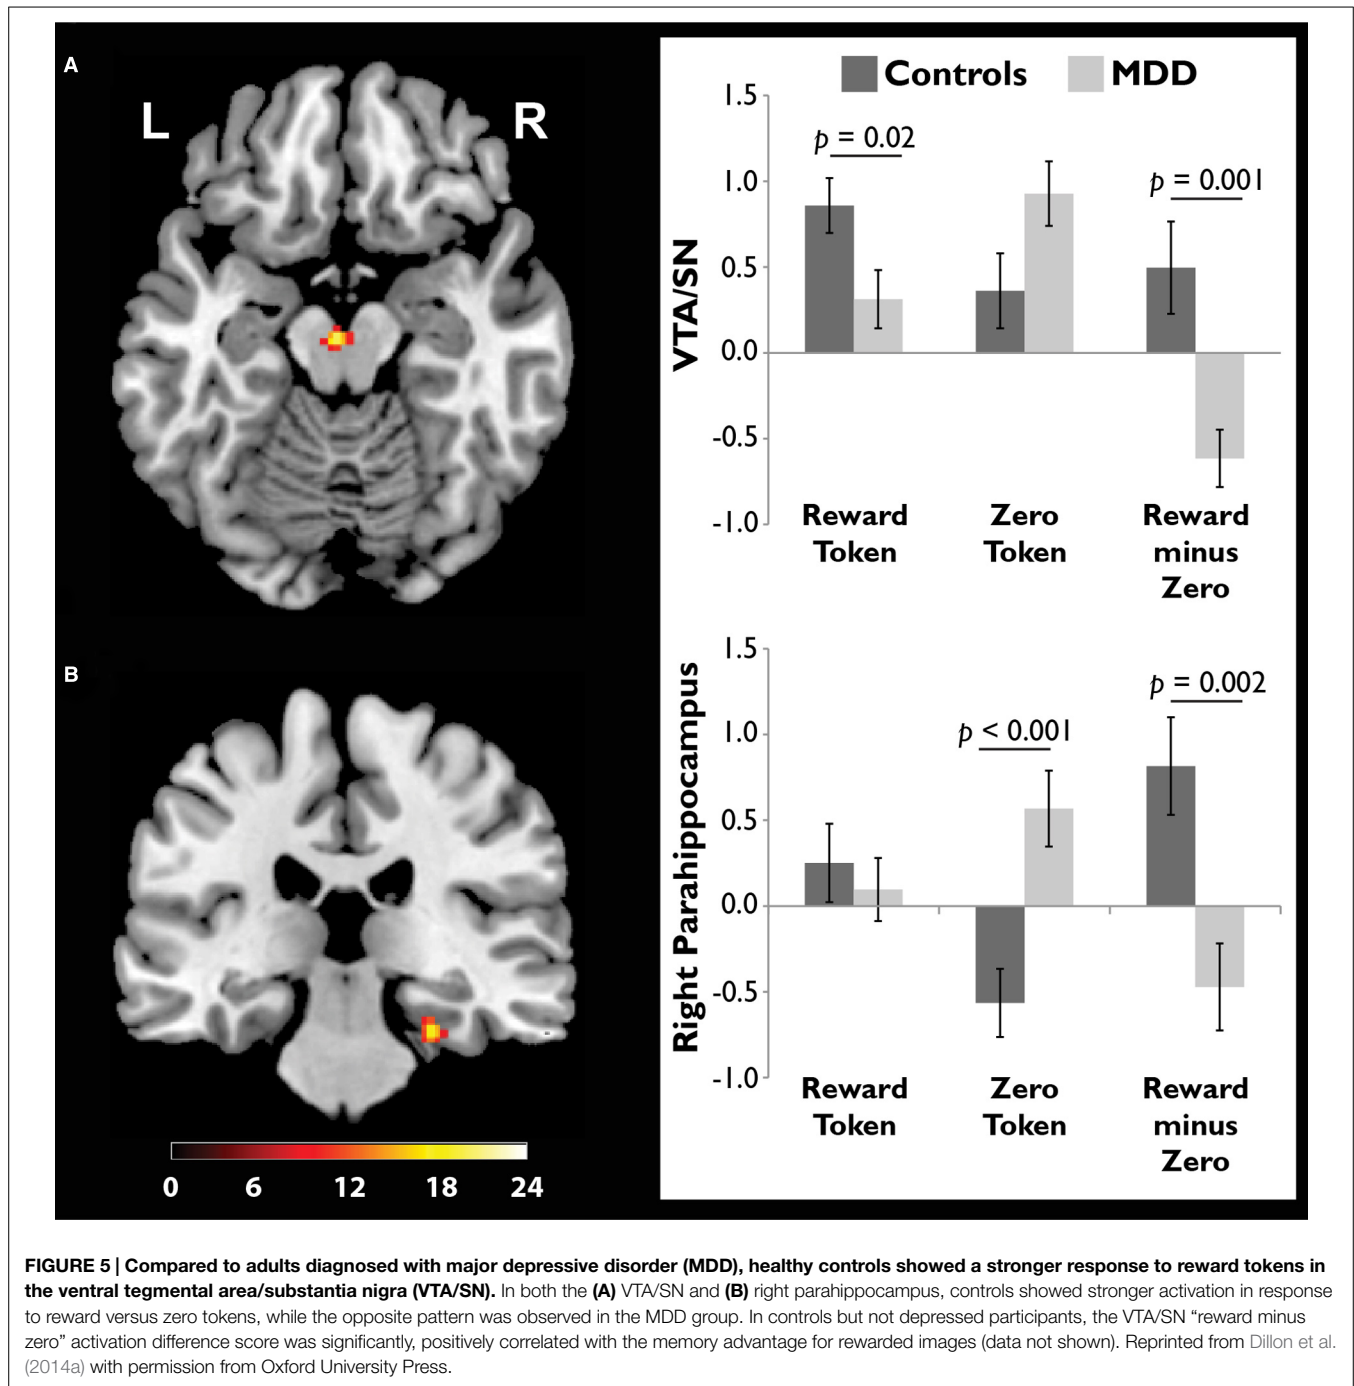 A
L
R
Controls
MDD
1.5
p = 0.02
1.0
p = 0.001
0.5
VTA/SN
0.0
-0.5
-1.0
Reward Token
Zero Token
Reward minus Zero
B
1.5
p = 0.002
1.0
p < 0.001
0.5
Right Parahippocampus
0.0
-0.5
-1.0
Reward Token
Zero Token
Reward minus Zero
0 6 12 18 24
FIGURE 5 | Compared to adults diagnosed with major depressive disorder (MDD), healthy controls showed a stronger response to reward tokens in
the ventral tegmental area/substantia nigra (VTA/SN). In both the (A) VTA/SN and (B) right parahippocampus, controls showed stronger activation in response
to reward versus zero tokens, while the opposite pattern was observed in the MDD group. In controls but not depressed participants, the VTA/SN “reward minus
zero” activation difference score was significantly, positively correlated with the memory advantage for rewarded images (data not shown). Reprinted from Dillon et al.
(2014a) with permission from Oxford University Press.